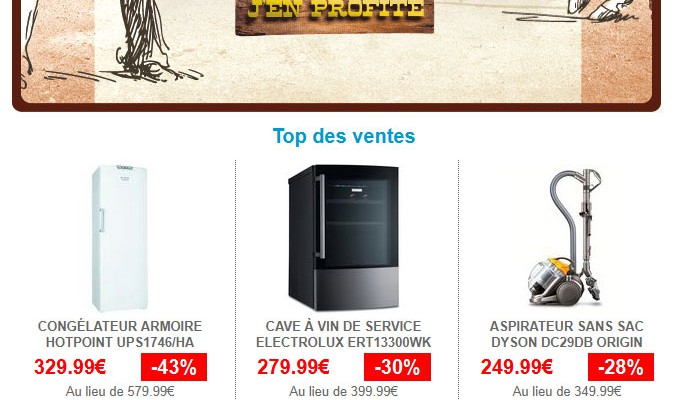 J'EN PROFITE
Top des ventes
CONGÉLATEUR ARMOIRE
HOTPOINT UPS1746/HA
329.99€ -43%
Au lieu de 579.99€
CAVE À VIN DE SERVICE
ELECTROLUX ERT13300WK
279.99€ -30%
Au lieu de 399.99€
ASPIRATEUR SANS SAC
DYSON DC29DB ORIGIN
249.99€ -28%
Au lieu de 349.99€